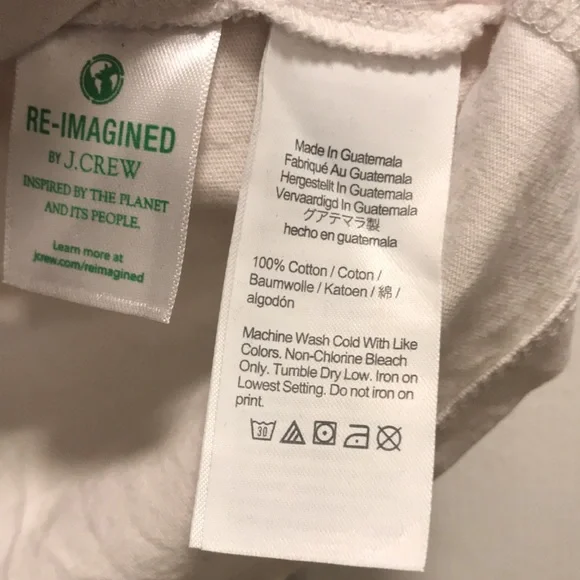 RE-IMAGINED
BY J.CREW
INSPIRED BY THE PLANET
AND ITS PEOPLE.
Learn more at
jcrew.com/reimagined
Made In Guatemala
Fabriqué Au Guatemala
Hergestellt In Guatemala
Vervaardigd In Guatemala
グアテマラ製
hecho en guatemala
100% Cotton / Coton /
Baumwolle / Katoen / 綿 /
algodón
Machine Wash Cold With Like
Colors. Non-Chlorine Bleach
Only. Tumble Dry Low. Iron on
Lowest Setting. Do not iron on
print.
30